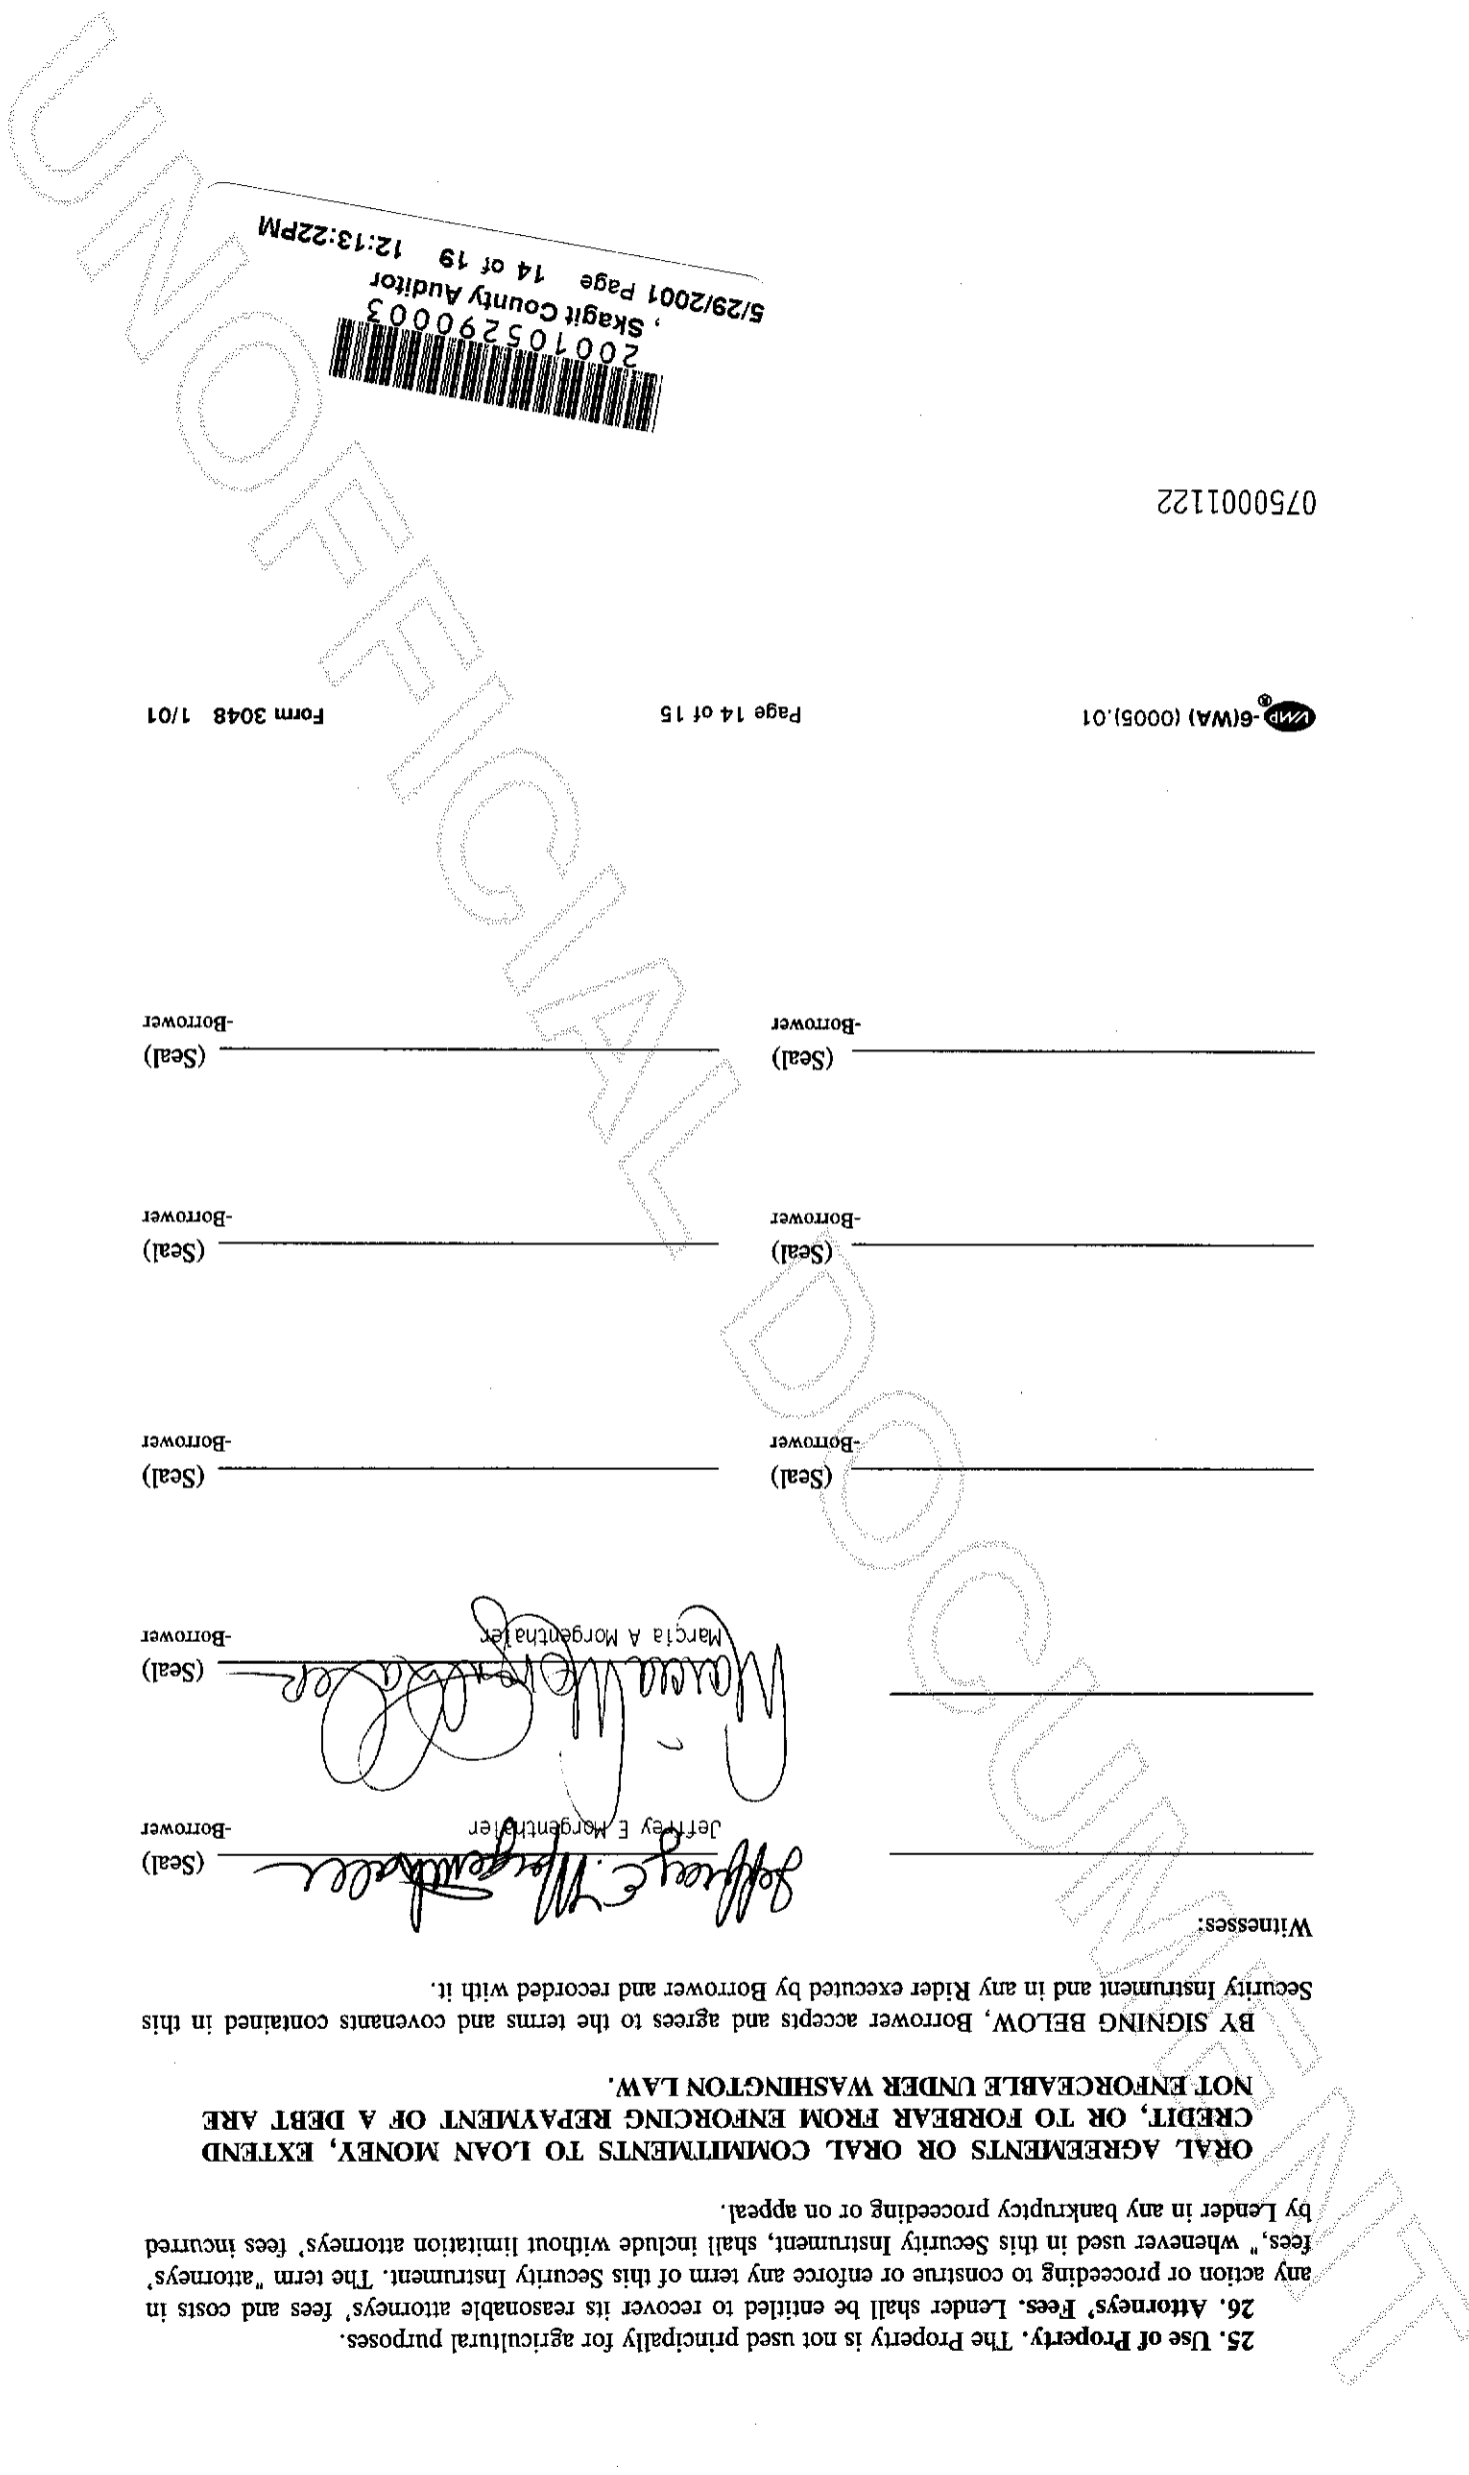 25. Use of Property. The Property is not used principally for agricultural purposes.
26. Attorneys' Fees. Lender shall be entitled to recover its reasonable attorneys' fees and costs in
any action or proceeding to construe or enforce any term of this Security Instrument. The term "attorneys'
fees," whenever used in this Security Instrument, shall include without limitation attorneys' fees incurred
by Lender in any bankruptcy proceeding or on appeal.
ORAL AGREEMENTS OR ORAL COMMITMENTS TO LOAN MONEY, EXTEND
CREDIT, OR TO FORBEAR FROM ENFORCING REPAYMENT OF A DEBT ARE
NOT ENFORCEABLE UNDER WASHINGTON LAW.
BY SIGNING BELOW, Borrower accepts and agrees to the terms and covenants contained in this
Security Instrument and in any Rider executed by Borrower and recorded with it.
Witnesses:
Jeffrey E. Morgenthaler (Seal)
Jeffrey E Morgenthaler -Borrower
Marcia Morgenthaler (Seal)
Marcia A Morgenthaler -Borrower
(Seal) (Seal)
-Borrower -Borrower
(Seal) (Seal)
-Borrower -Borrower
(Seal) (Seal)
-Borrower -Borrower
VMP®-6(WA) (0005).01 Page 14 of 15 Form 3048 1/01
0750001122
200105290003
, Skagit County Auditor
5/29/2001 Page 14 of 19 12:13:22PM
UNOFFICIAL DOCUMENT